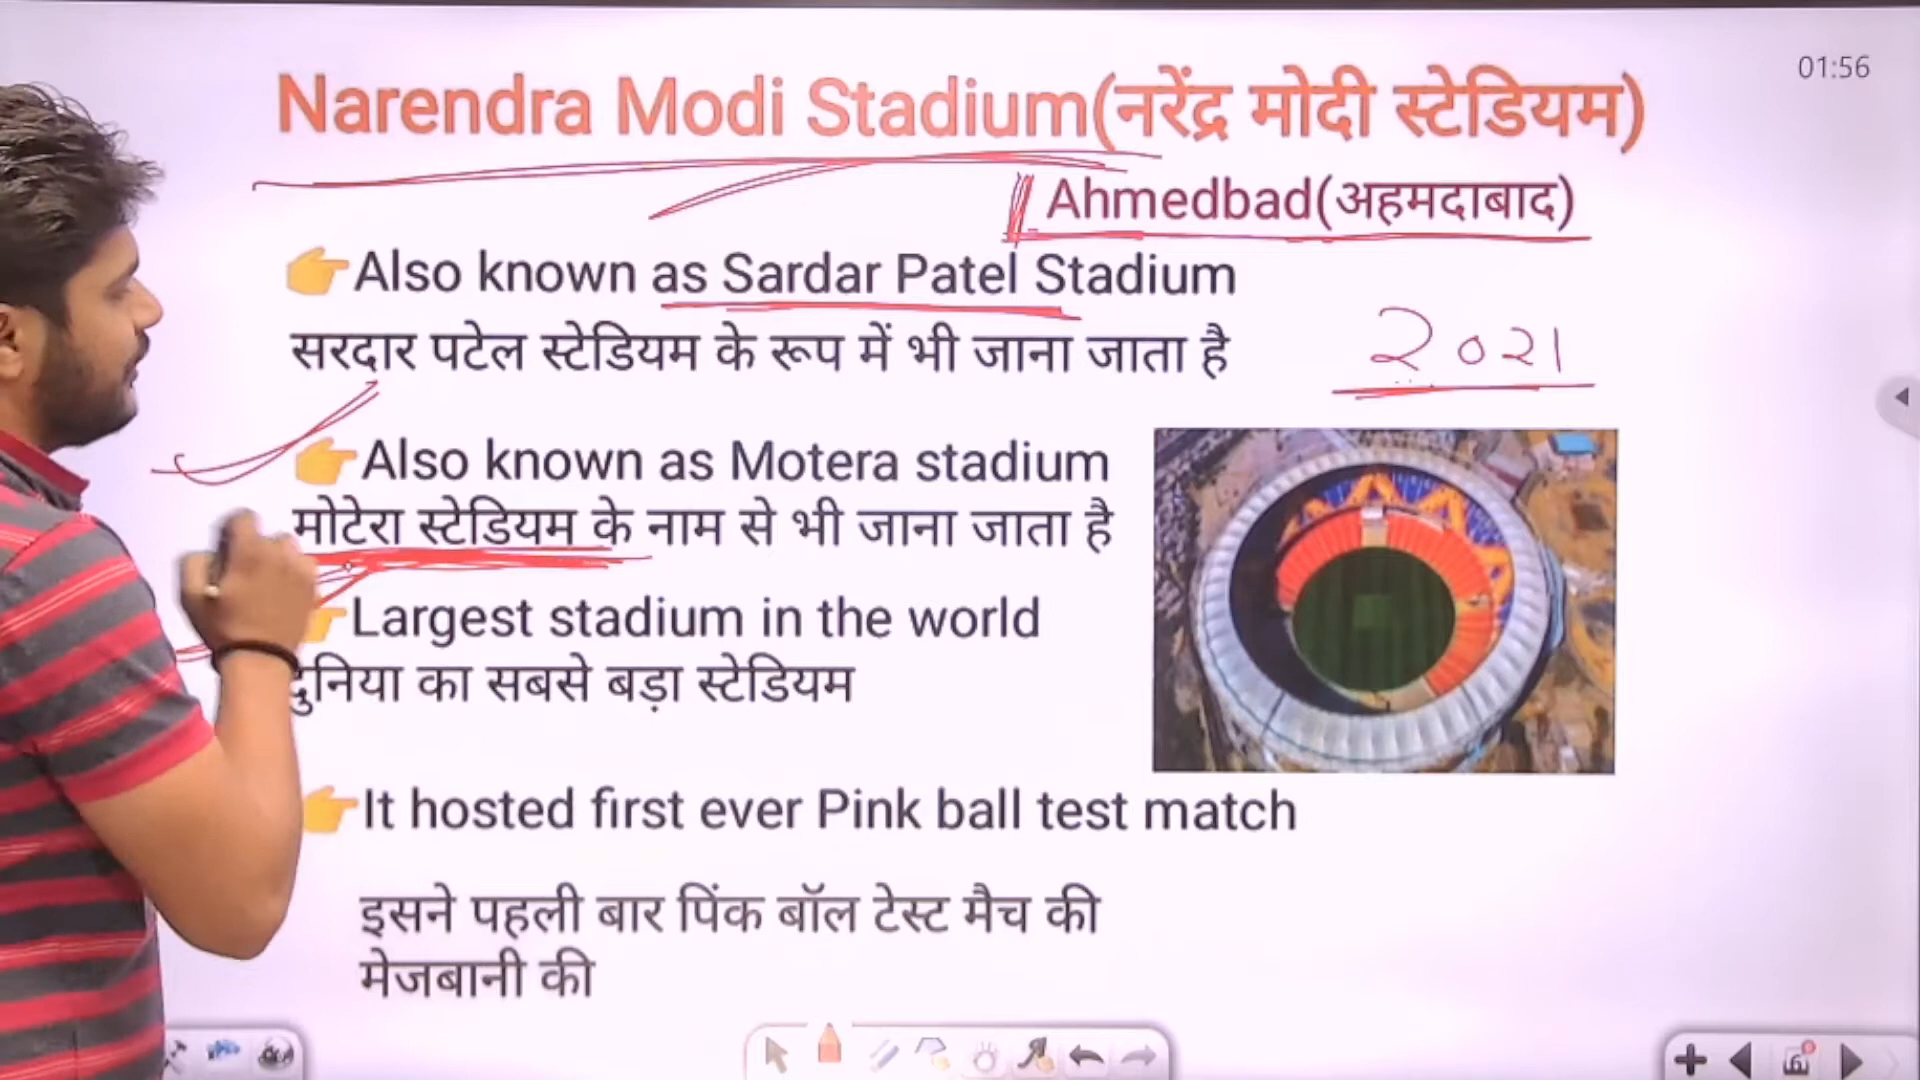 01:56
Narendra Modi Stadium(नरेंद्र मोदी स्टेडियम)
Ahmedbad(अहमदाबाद)
👉Also known as Sardar Patel Stadium
सरदार पटेल स्टेडियम के रूप में भी जाना जाता है
2021
👉Also known as Motera stadium
मोटेरा स्टेडियम के नाम से भी जाना जाता है
👉Largest stadium in the world
दुनिया का सबसे बड़ा स्टेडियम
👉It hosted first ever Pink ball test match
इसने पहली बार पिंक बॉल टेस्ट मैच की
मेजबानी की